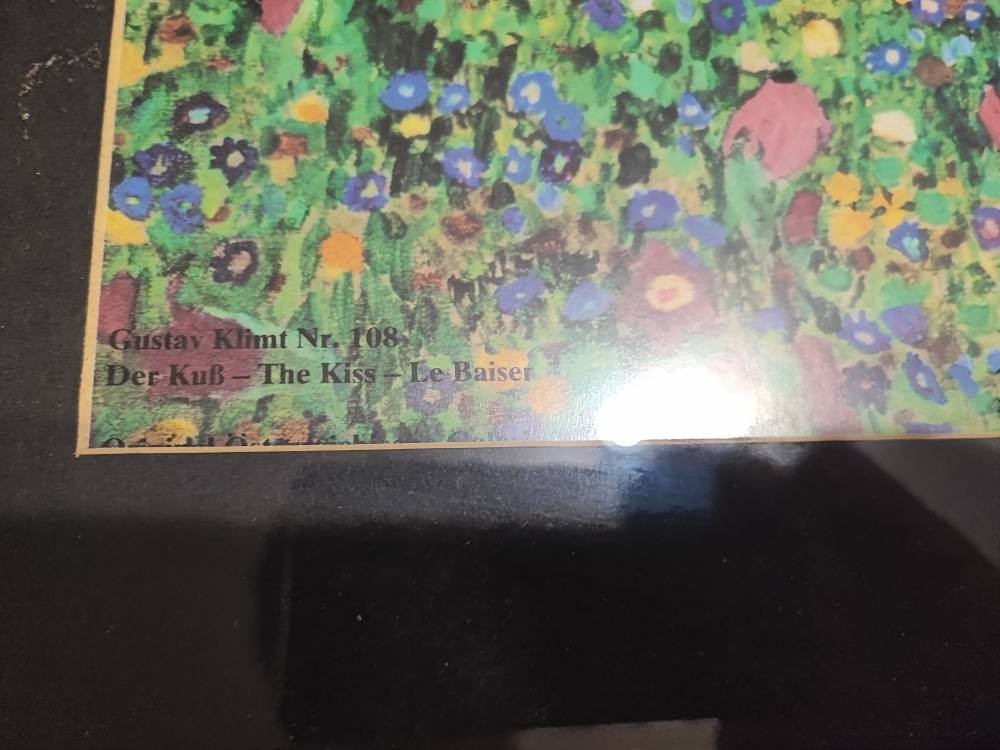 Gustav Klimt Nr. 108
Der Kuß – The Kiss – Le Baiser